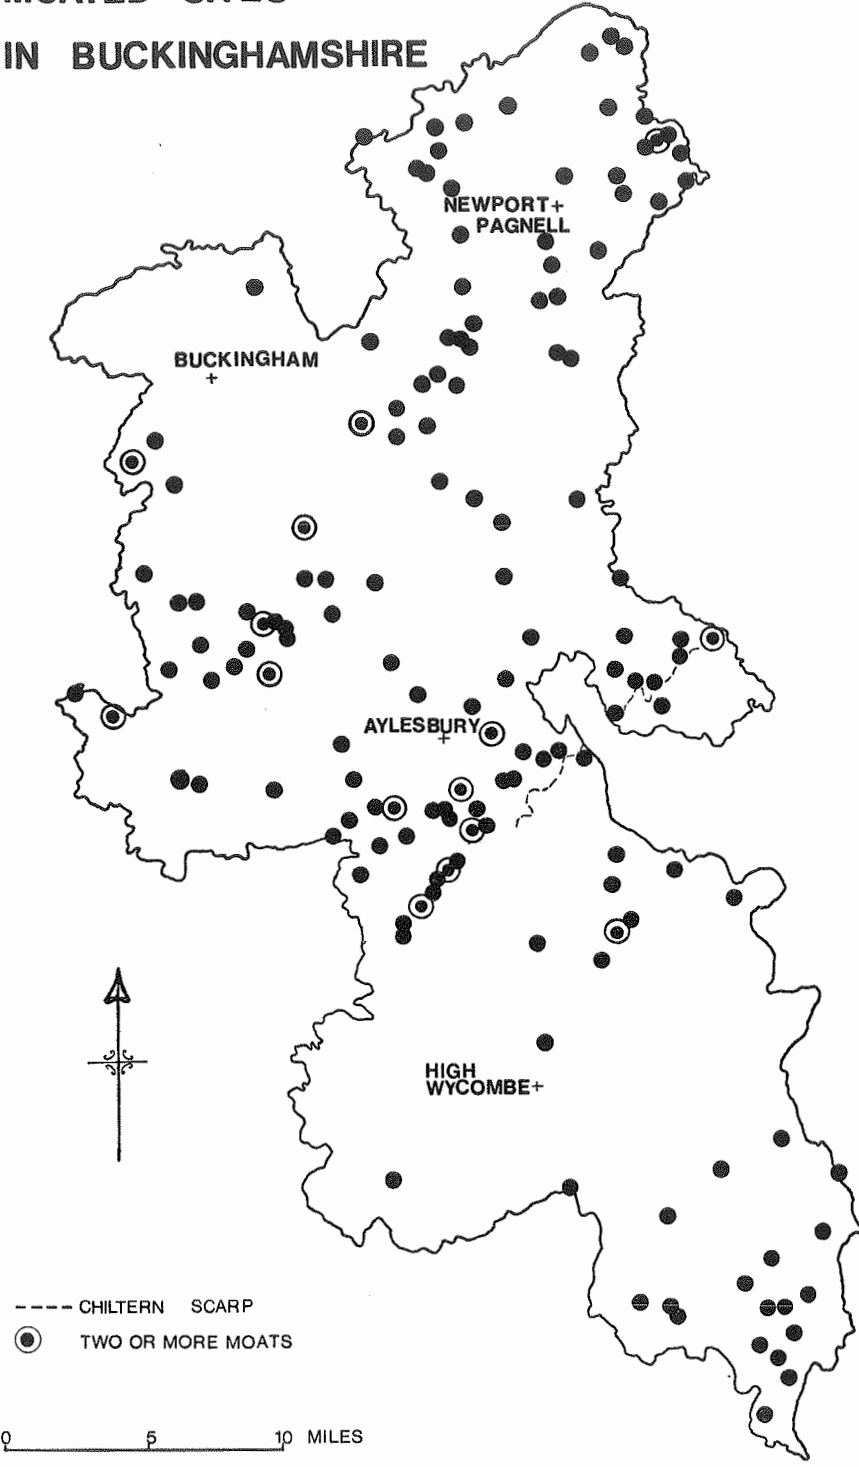 IN BUCKINGHAMSHIRE
NEWPORT+
PAGNELL
BUCKINGHAM
+
AYLESBURY
+
HIGH
WYCOMBE+
---- CHILTERN SCARP
TWO OR MORE MOATS
0 5 10 MILES